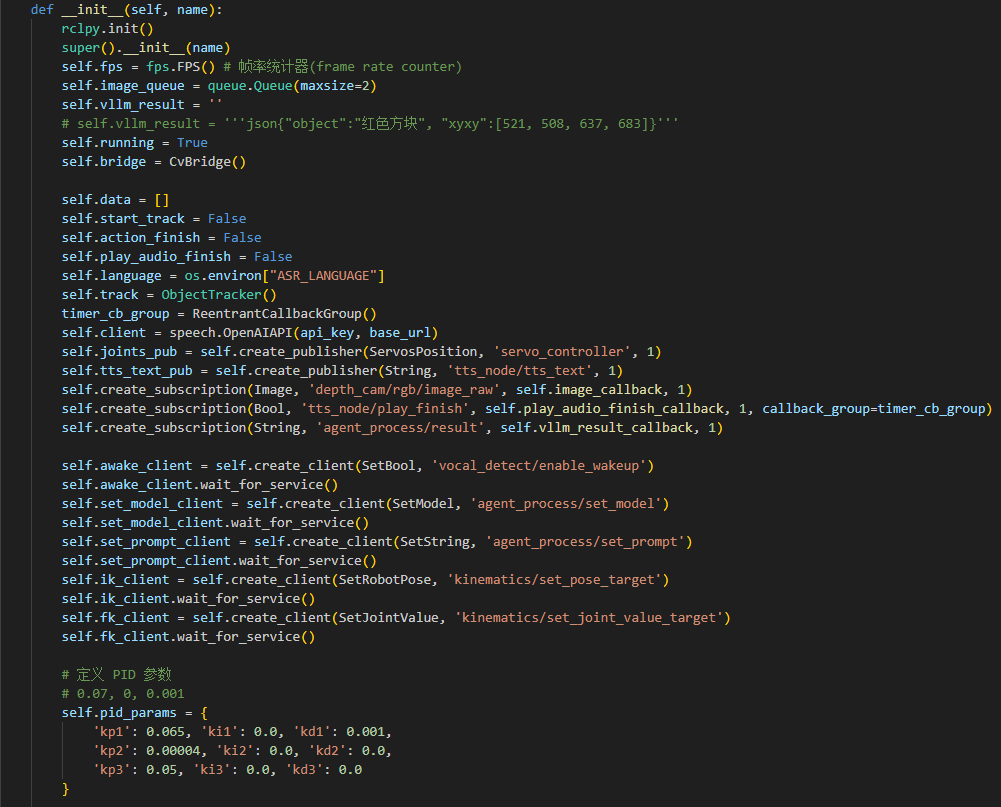 def __init__(self, name):
rclpy.init()
super().__init__(name)
self.fps = fps.FPS() # 帧率统计器(frame rate counter)
self.image_queue = queue.Queue(maxsize=2)
self.vllm_result = ''
# self.vllm_result = '''json{"object":"红色方块", "xyxy":[521, 508, 637, 683]}'''
self.running = True
self.bridge = CvBridge()
self.data = []
self.start_track = False
self.action_finish = False
self.play_audio_finish = False
self.language = os.environ["ASR_LANGUAGE"]
self.track = ObjectTracker()
timer_cb_group = ReentrantCallbackGroup()
self.client = speech.OpenAIAPI(api_key, base_url)
self.joints_pub = self.create_publisher(ServosPosition, 'servo_controller', 1)
self.tts_text_pub = self.create_publisher(String, 'tts_node/tts_text', 1)
self.create_subscription(Image, 'depth_cam/rgb/image_raw', self.image_callback, 1)
self.create_subscription(Bool, 'tts_node/play_finish', self.play_audio_finish_callback, 1, callback_group=timer_cb_group)
self.create_subscription(String, 'agent_process/result', self.vllm_result_callback, 1)
self.awake_client = self.create_client(SetBool, 'vocal_detect/enable_wakeup')
self.awake_client.wait_for_service()
self.set_model_client = self.create_client(SetModel, 'agent_process/set_model')
self.set_model_client.wait_for_service()
self.set_prompt_client = self.create_client(SetString, 'agent_process/set_prompt')
self.set_prompt_client.wait_for_service()
self.ik_client = self.create_client(SetRobotPose, 'kinematics/set_pose_target')
self.ik_client.wait_for_service()
self.fk_client = self.create_client(SetJointValue, 'kinematics/set_joint_value_target')
self.fk_client.wait_for_service()
# 定义 PID 参数
# 0.07, 0, 0.001
self.pid_params = {
'kp1': 0.065, 'ki1': 0.0, 'kd1': 0.001,
'kp2': 0.00004, 'ki2': 0.0, 'kd2': 0.0,
'kp3': 0.05, 'ki3': 0.0, 'kd3': 0.0
}